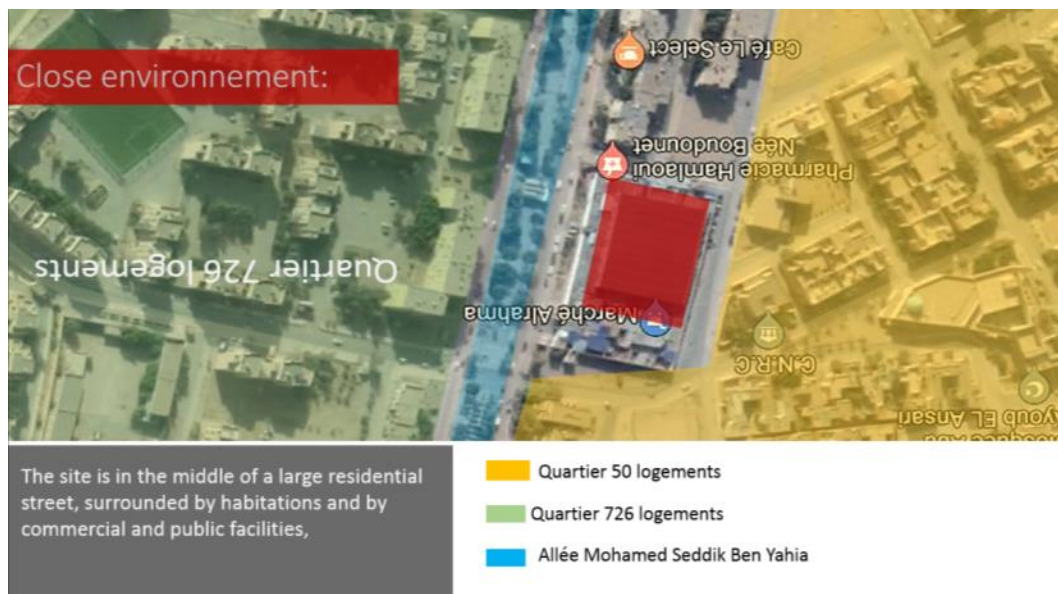 Close environnement:
Café Le Select
Pharmacie Hamlaoui
Née Boudounet
Quartier 726 logements
Marché Alrahma
C.N.R.C
Mosquée Abu
Ayoub EL Ansari
The site is in the middle of a large residential
street, surrounded by habitations and by
commercial and public facilities,
Quartier 50 logements
Quartier 726 logements
Allée Mohamed Seddik Ben Yahia